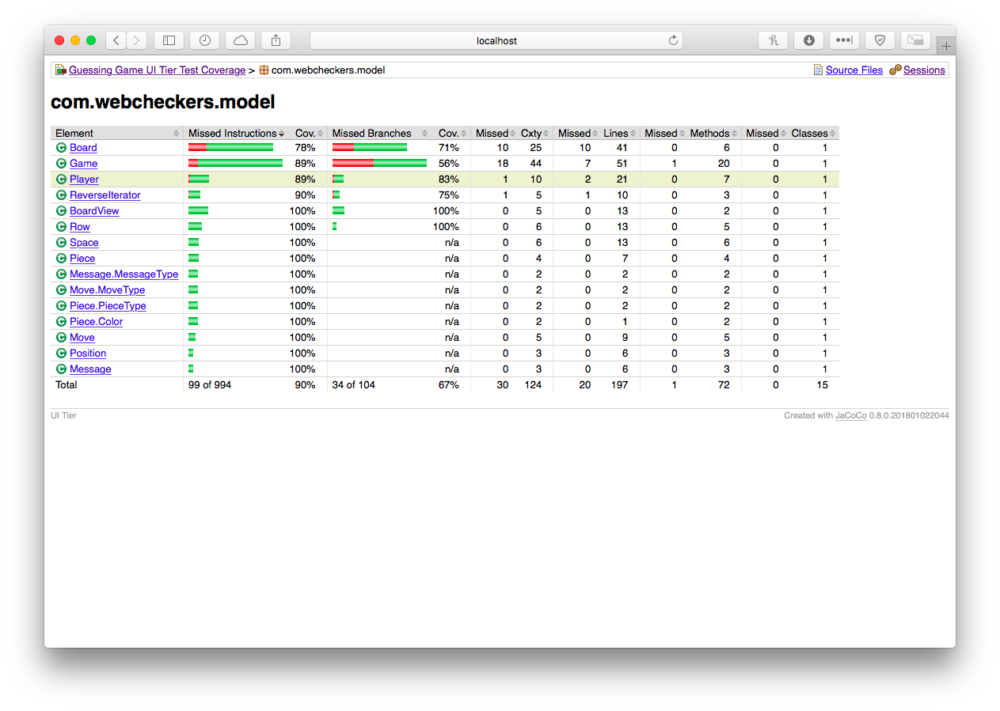 localhost
Guessing Game UI Tier Test Coverage > com.webcheckers.model Source Files Sessions
com.webcheckers.model
Element Missed Instructions Cov. Missed Branches Cov. Missed Cxty Missed Lines Missed Methods Missed Classes
Board 78% 71% 10 25 10 41 0 6 0 1
Game 89% 56% 18 44 7 51 1 20 0 1
Player 89% 83% 1 10 2 21 0 7 0 1
ReverseIterator 90% 75% 1 5 1 10 0 3 0 1
BoardView 100% 100% 0 5 0 13 0 2 0 1
Row 100% 100% 0 6 0 13 0 5 0 1
Space 100% n/a 0 6 0 13 0 6 0 1
Piece 100% n/a 0 4 0 7 0 4 0 1
Message.MessageType 100% n/a 0 2 0 2 0 2 0 1
Move.MoveType 100% n/a 0 2 0 2 0 2 0 1
Piece.PieceType 100% n/a 0 2 0 2 0 2 0 1
Piece.Color 100% n/a 0 2 0 1 0 2 0 1
Move 100% n/a 0 5 0 9 0 5 0 1
Position 100% n/a 0 3 0 6 0 3 0 1
Message 100% n/a 0 3 0 6 0 3 0 1
Total 99 of 994 90% 34 of 104 67% 30 124 20 197 1 72 0 15
UI Tier Created with JaCoCo 0.8.0.201801022044